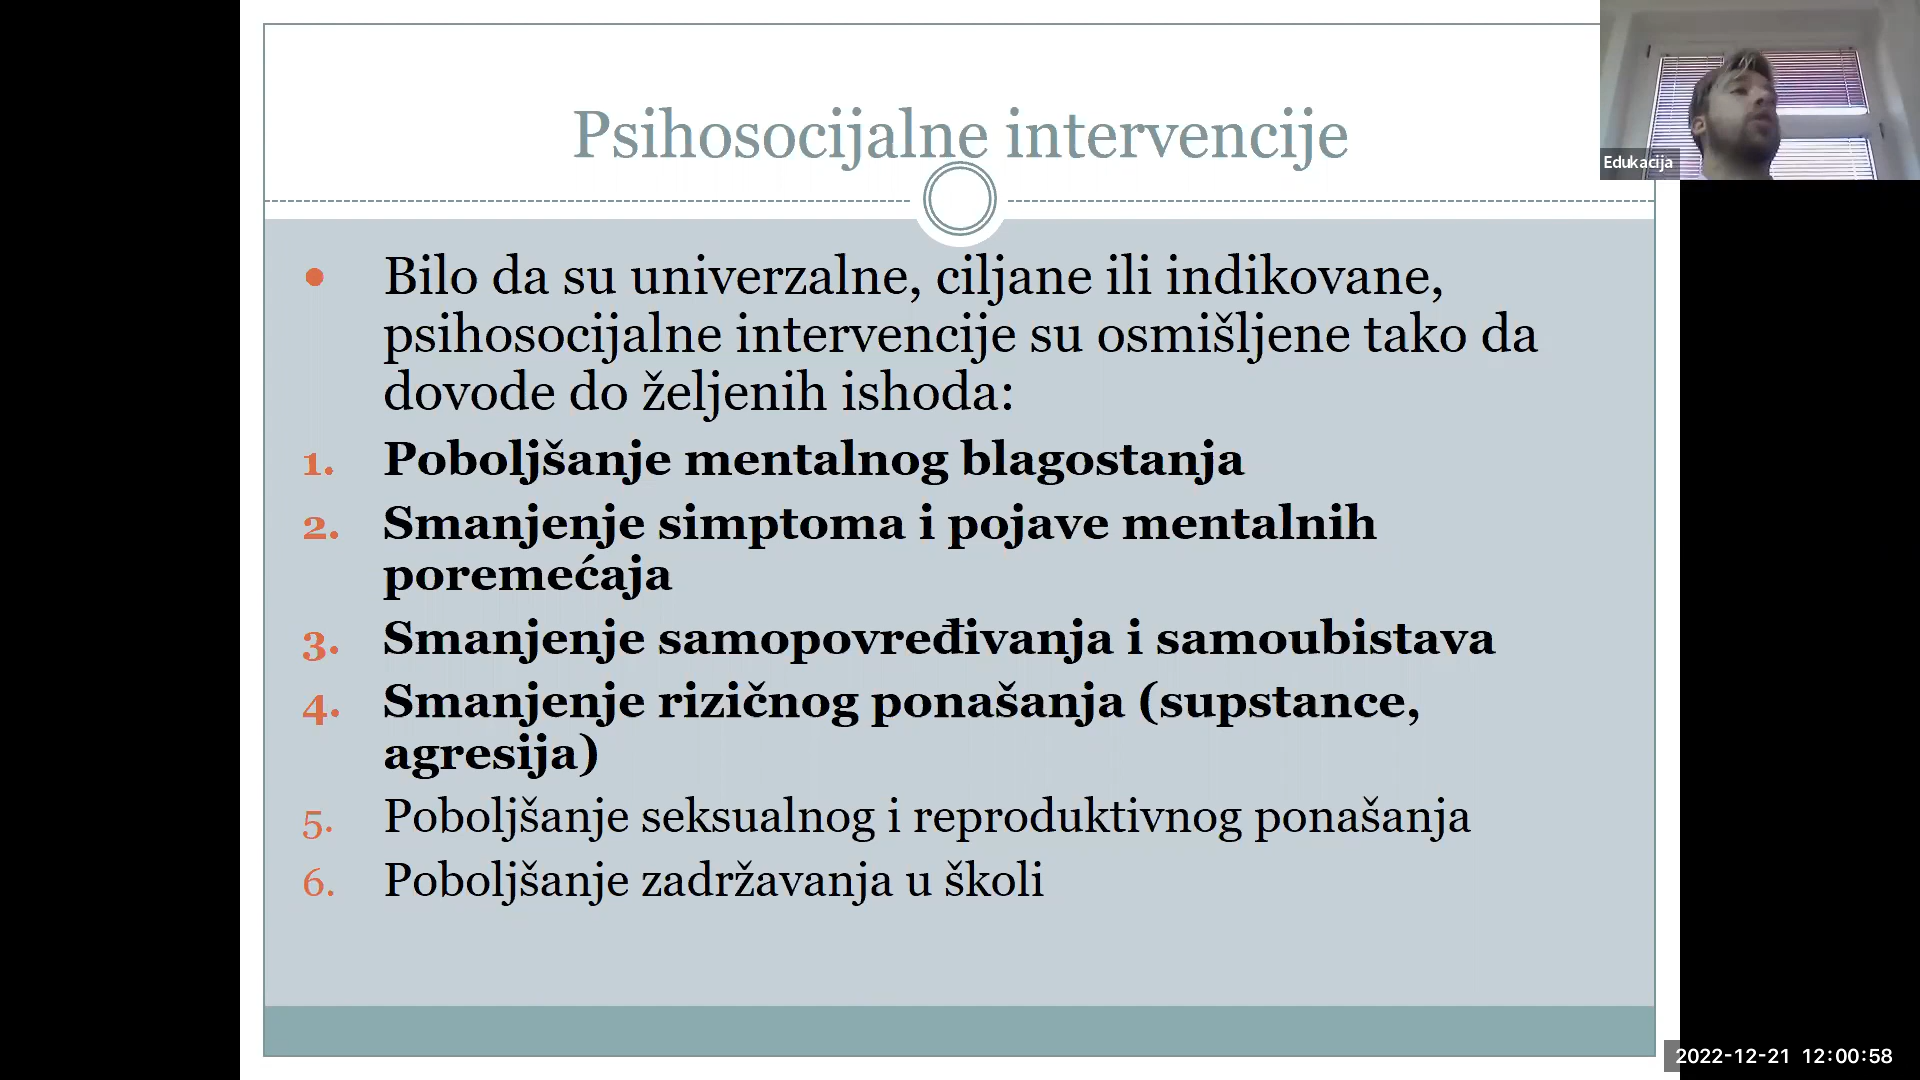 Psihosocijalne intervencije
Edukacija
• Bilo da su univerzalne, ciljane ili indikovane,
psihosocijalne intervencije su osmišljene tako da
dovode do željenih ishoda:
1. Poboljšanje mentalnog blagostanja
2. Smanjenje simptoma i pojave mentalnih
poremećaja
3. Smanjenje samopovređivanja i samoubistava
4. Smanjenje rizičnog ponašanja (supstance,
agresija)
5. Poboljšanje seksualnog i reproduktivnog ponašanja
6. Poboljšanje zadržavanja u školi
2022-12-21 12:00:58